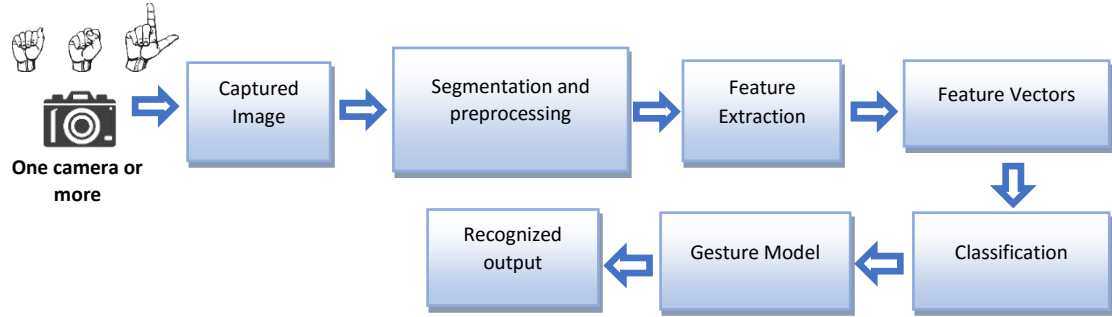 One camera or
more
Captured
Image
Segmentation and
preprocessing
Feature
Extraction
Feature Vectors
Classification
Gesture Model
Recognized
output